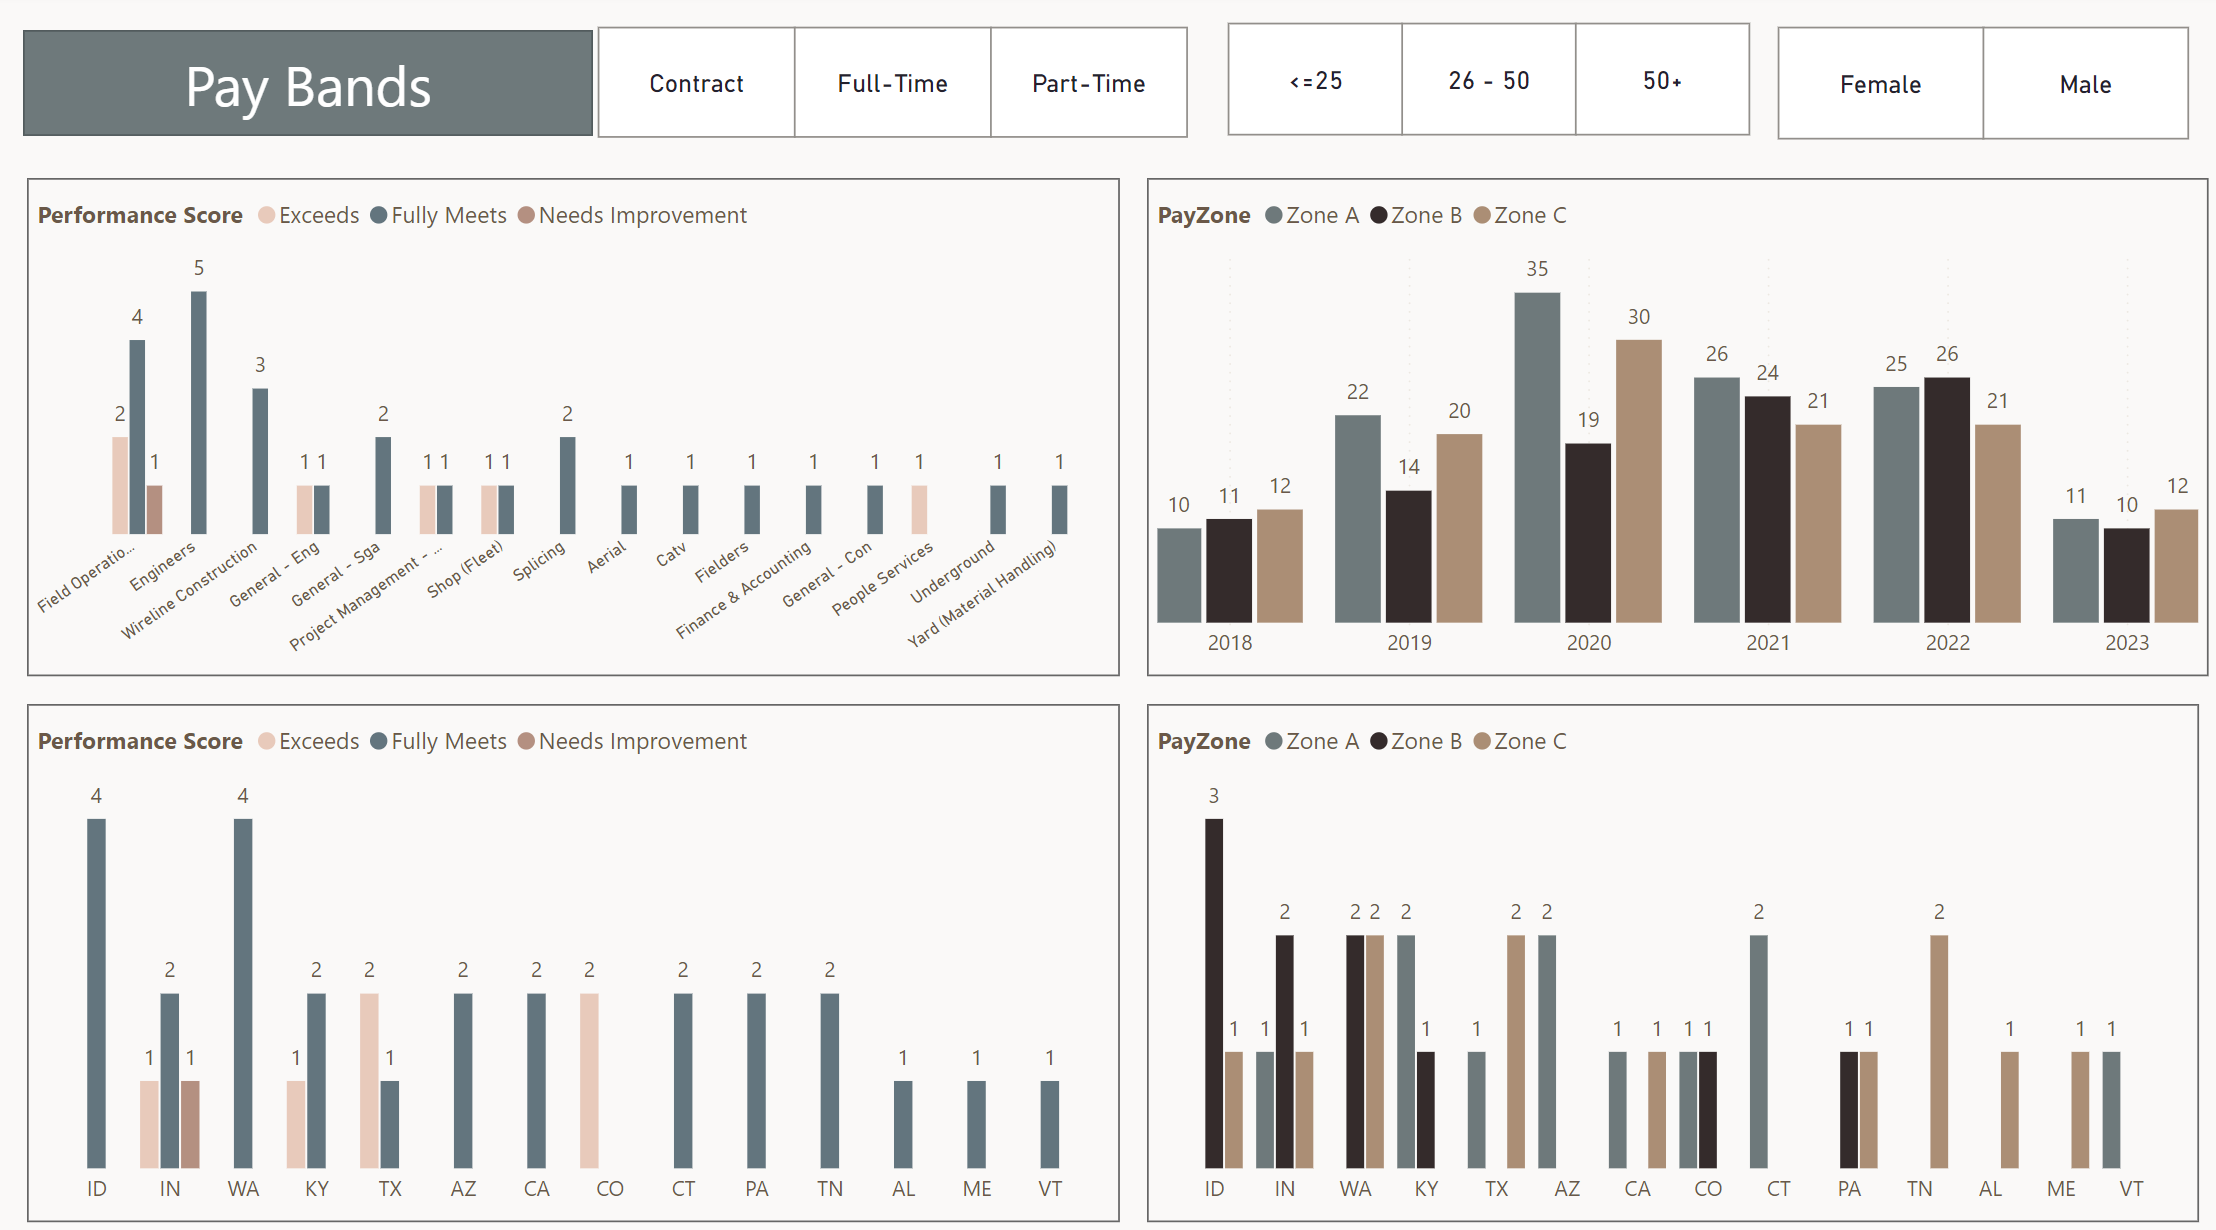 Pay Bands
Contract Full-Time Part-Time
<=25 26 - 50 50+
Female Male
Performance Score Exceeds Fully Meets Needs Improvement
5
4
3
2 2 2
1 1 1 1 1 1 1 1 1 1 1 1 1 1 1 1
Field Operatio...
Engineers
Wireline Construction
General - Eng
General - Sga
Project Management - ...
Shop (Fleet)
Splicing
Aerial
Catv
Fielders
Finance & Accounting
General - Con
People Services
Underground
Yard (Material Handling)
PayZone Zone A Zone B Zone C
10 11 12
22 14 20
35 19 30
26 24 21
25 26 21
11 10 12
2018 2019 2020 2021 2022 2023
Performance Score Exceeds Fully Meets Needs Improvement
4 4
2 2 2 2 2 2 2 2 2
1 1 1 1 1 1 1
ID IN WA KY TX AZ CA CO CT PA TN AL ME VT
PayZone Zone A Zone B Zone C
3
2 2 2 2 2 2 2 2
1 1 1 1 1 1 1 1 1 1 1 1 1 1
ID IN WA KY TX AZ CA CO CT PA TN AL ME VT